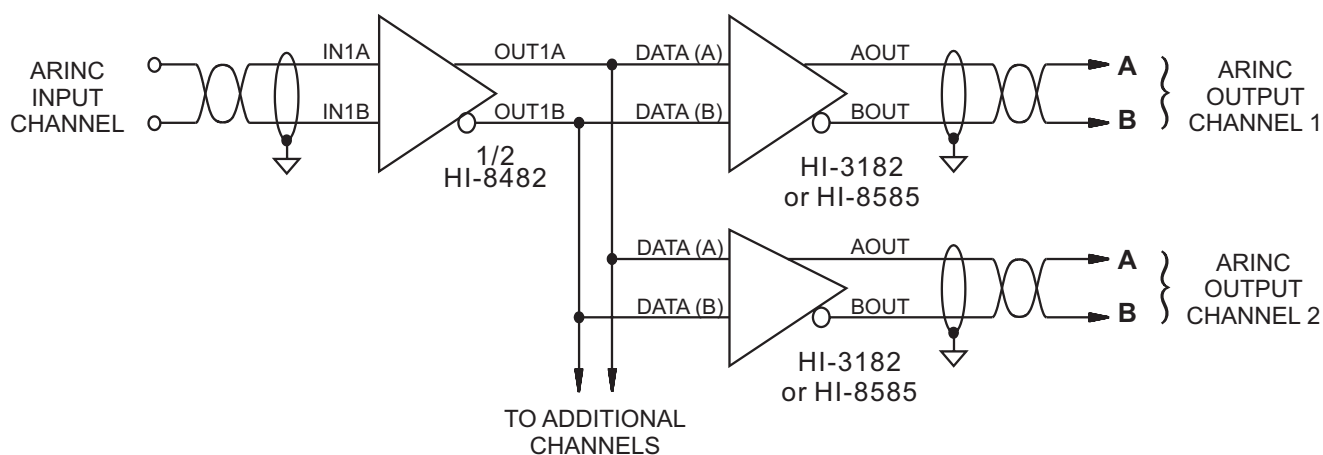 ARINC
INPUT
CHANNEL
IN1A
IN1B
1/2
HI-8482
OUT1A
OUT1B
DATA (A)
DATA (B)
AOUT
BOUT
HI-3182
or HI-8585
A
B
ARINC
OUTPUT
CHANNEL 1
DATA (A)
DATA (B)
AOUT
BOUT
HI-3182
or HI-8585
A
B
ARINC
OUTPUT
CHANNEL 2
TO ADDITIONAL
CHANNELS